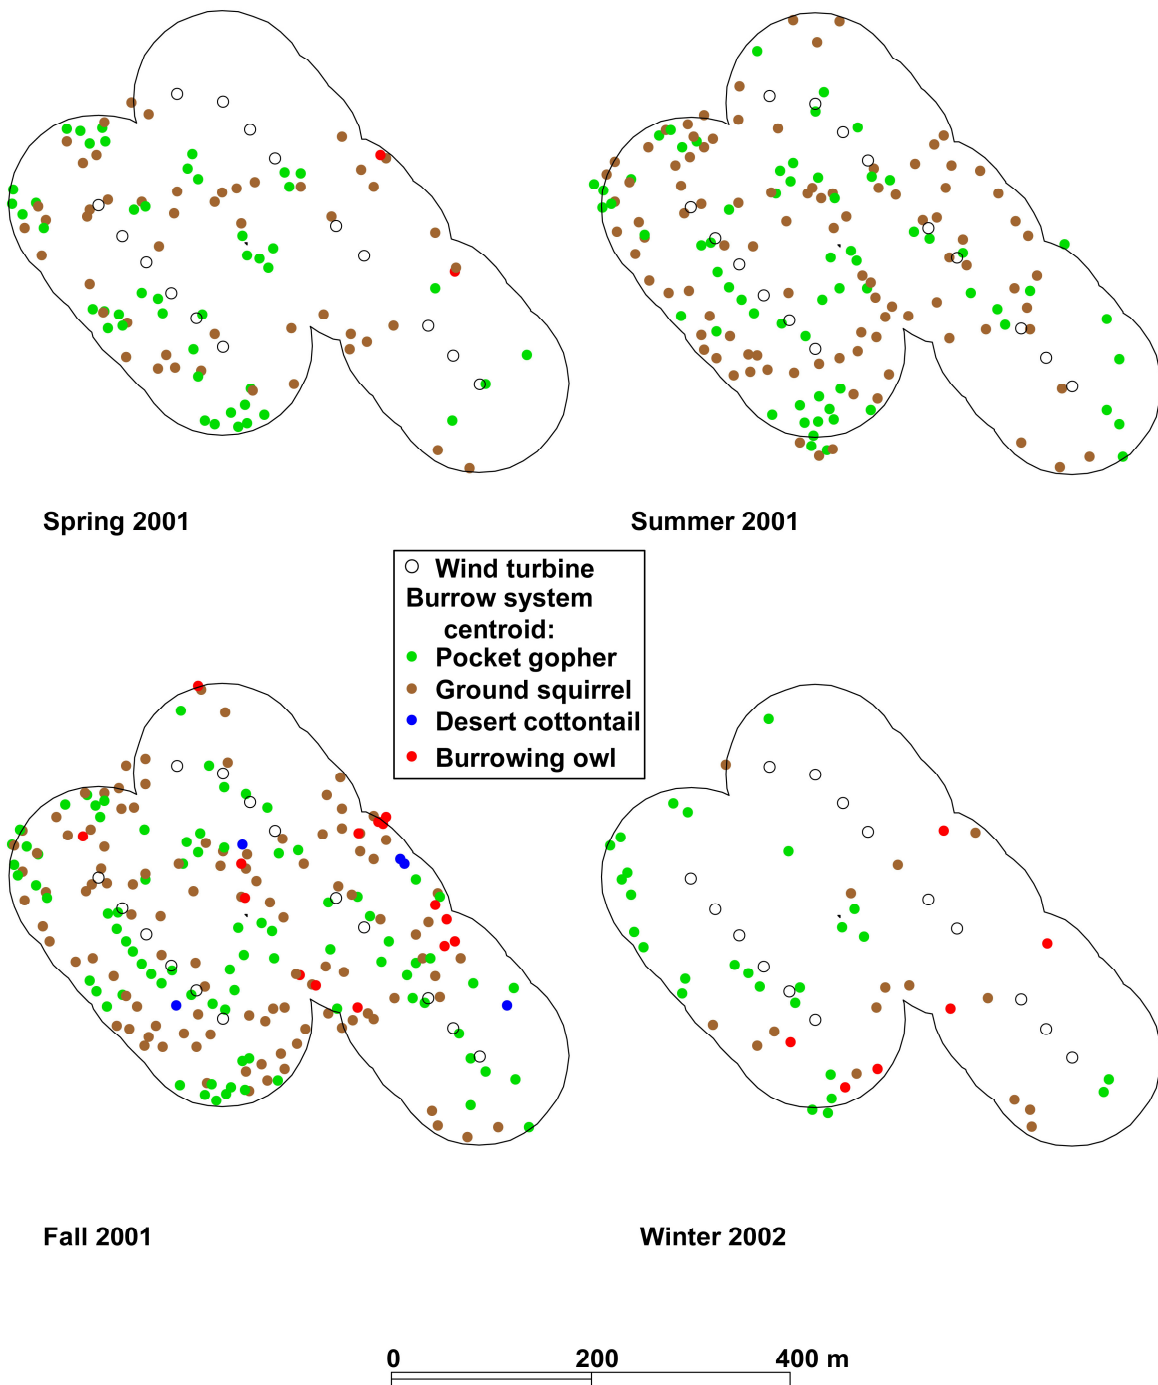 Spring 2001
Summer 2001
Wind turbine
Burrow system
centroid:
Pocket gopher
Ground squirrel
Desert cottontail
Burrowing owl
Fall 2001
Winter 2002
0 200 400 m